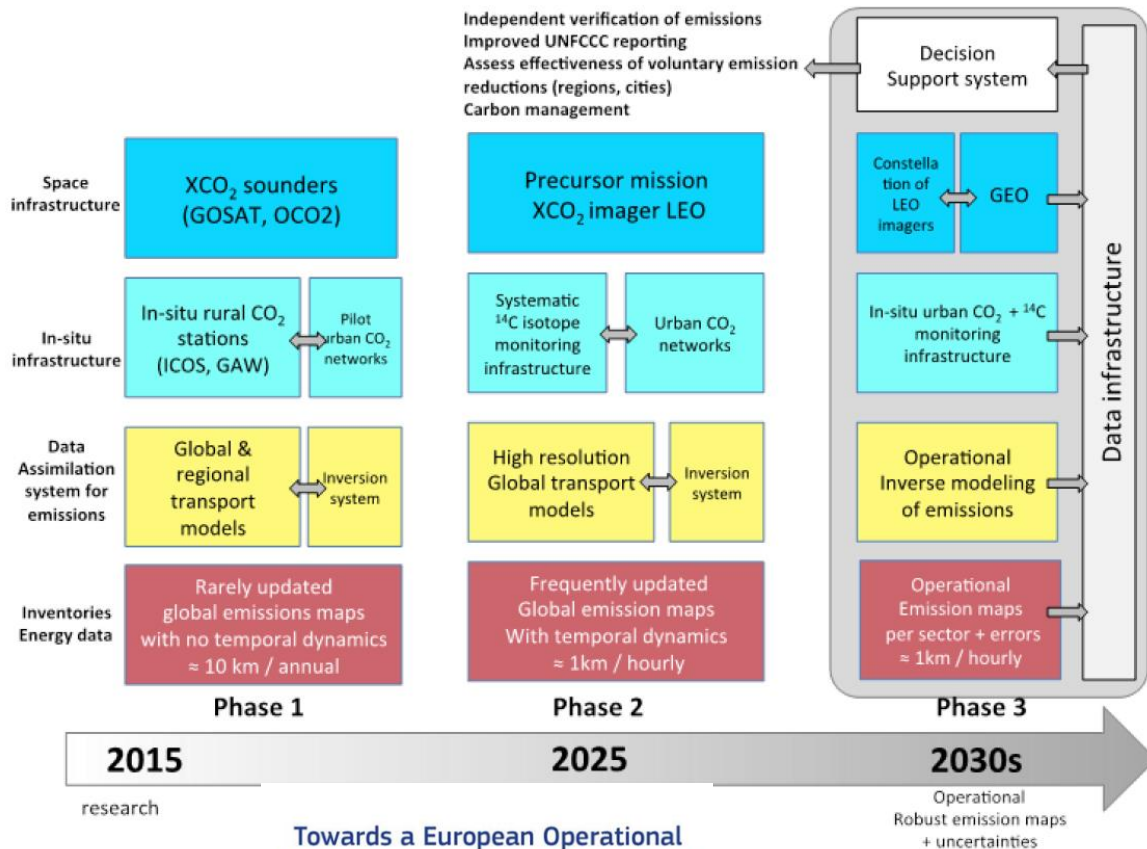 Independent verification of emissions
Improved UNFCCC reporting
Assess effectiveness of voluntary emission
reductions (regions, cities)
Carbon management
Decision
Support system
Space
infrastructure
XCO₂ sounders
(GOSAT, OCO2)
Precursor mission
XCO₂ imager LEO
Constella
tion of
LEO
imagers
GEO
In-situ
infrastructure
In-situ rural CO₂
stations
(ICOS, GAW)
Pilot
urban CO₂
networks
Systematic
¹⁴C isotope
monitoring
infrastructure
Urban CO₂
networks
In-situ urban CO₂ + ¹⁴C
monitoring
infrastructure
Data infrastructure
Data
Assimilation
system for
emissions
Global &
regional
transport
models
Inversion
system
High resolution
Global transport
models
Inversion
system
Operational
Inverse modeling
of emissions
Inventories
Energy data
Rarely updated
global emissions maps
with no temporal dynamics
≈ 10 km / annual
Frequently updated
Global emission maps
With temporal dynamics
≈ 1km / hourly
Operational
Emission maps
per sector + errors
≈ 1km / hourly
Phase 1
Phase 2
Phase 3
2015
2025
2030s
research
Operational
Robust emission maps
+ uncertainties
Towards a European Operational